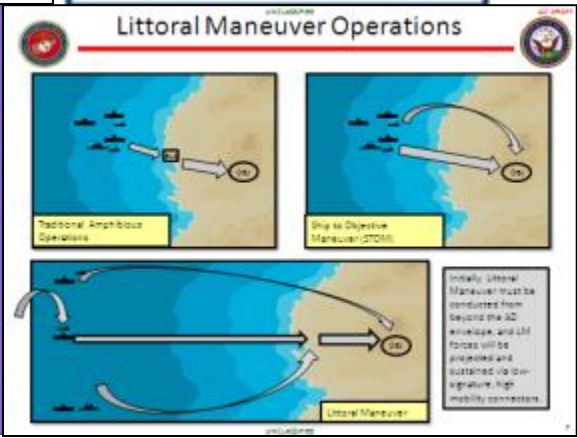 UNCLASSIFIED
Littoral Maneuver Operations
Obj
Obj
Traditional Amphibious
Operations
Ship to Objective
Maneuver (STOM)
Initially, Littoral
Maneuver must be
conducted from
beyond the AD
envelope, and LM
forces will be
projected and
sustained via low-
signature, high
mobility connectors.
Obj
Littoral Maneuver
UNCLASSIFIED
7